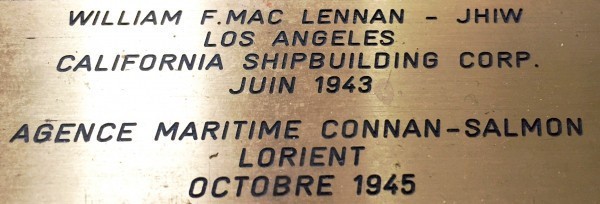 WILLIAM F. MAC LENNAN - JHIW
LOS ANGELES
CALIFORNIA SHIPBUILDING CORP.
JUIN 1943
AGENCE MARITIME CONNAN-SALMON
LORIENT
OCTOBRE 1945